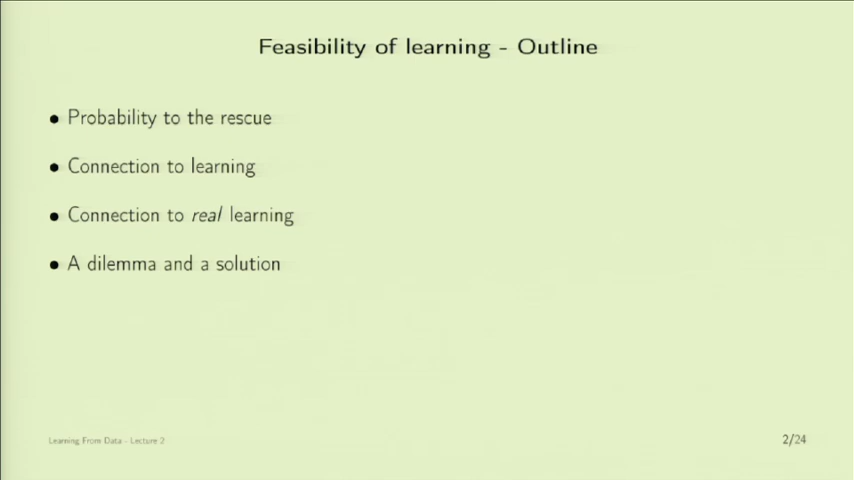 Feasibility of learning - Outline
• Probability to the rescue
• Connection to learning
• Connection to real learning
• A dilemma and a solution
Learning From Data - Lecture 2
2/24